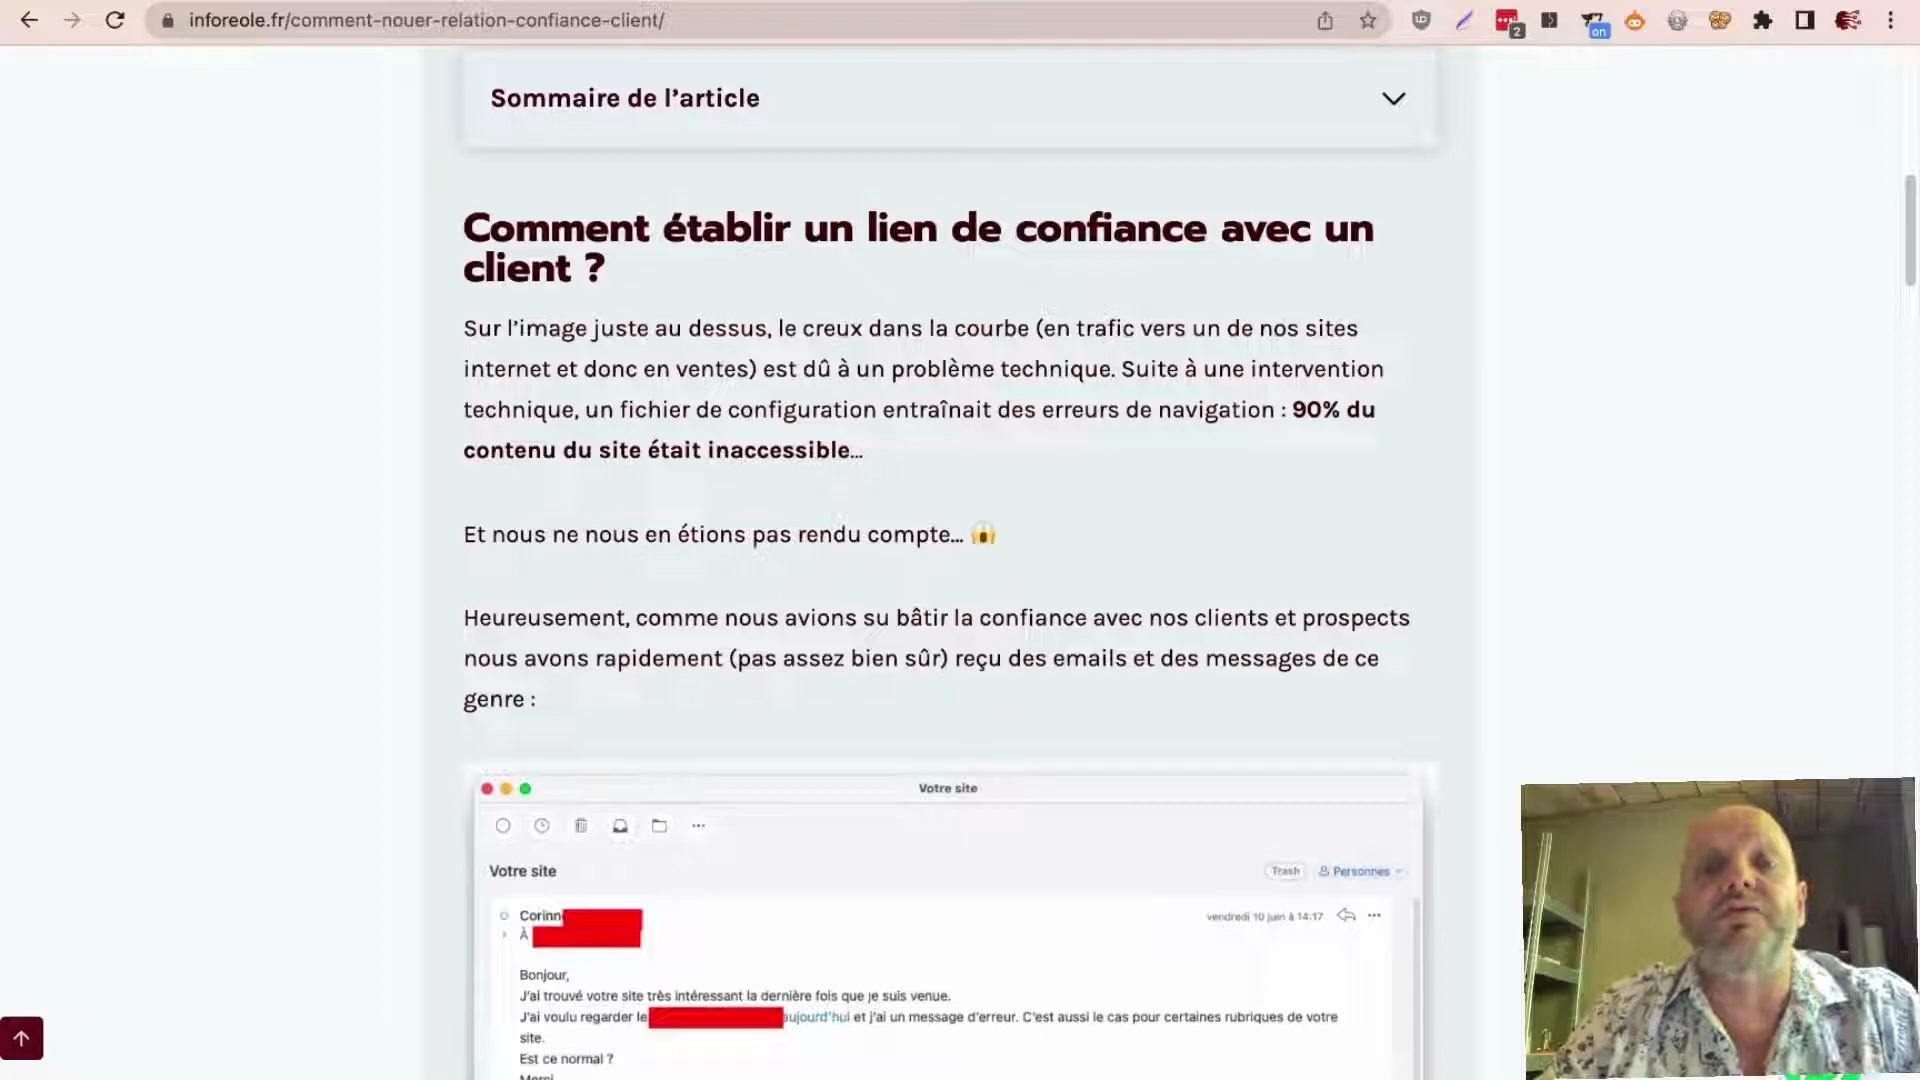 inforeole.fr/comment-nouer-relation-confiance-client/
2
on
Sommaire de l’article
Comment établir un lien de confiance avec un
client ?
Sur l’image juste au dessus, le creux dans la courbe (en trafic vers un de nos sites
internet et donc en ventes) est dû à un problème technique. Suite à une intervention
technique, un fichier de configuration entraînait des erreurs de navigation : 90% du
contenu du site était inaccessible…
Et nous ne nous en étions pas rendu compte… 😱
Heureusement, comme nous avions su bâtir la confiance avec nos clients et prospects
nous avons rapidement (pas assez bien sûr) reçu des emails et des messages de ce
genre :
Votre site
Votre site
Trash
Personnes
Corinn
vendredi 10 juin à 14:17
À
Bonjour,
J'ai trouvé votre site très intéressant la dernière fois que je suis venue.
J'ai voulu regarder le aujourd'hui et j'ai un message d'erreur. C'est aussi le cas pour certaines rubriques de votre
site.
Est ce normal ?
Merci